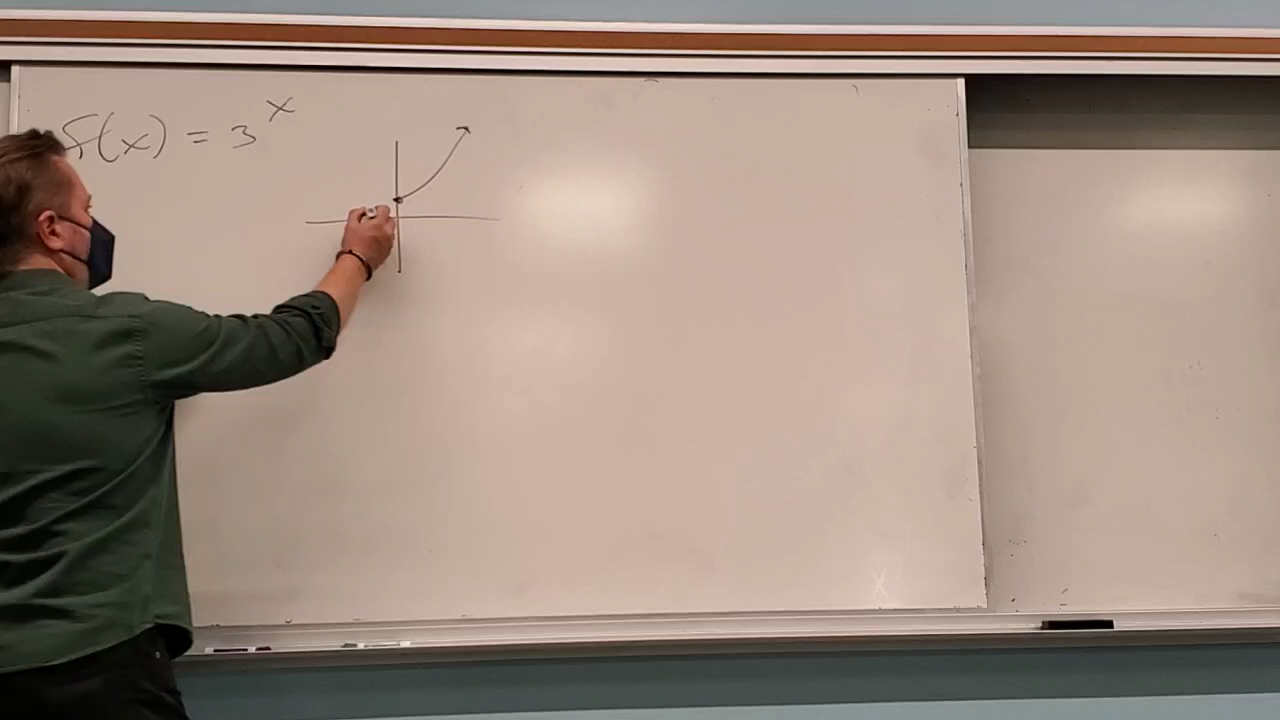 f(x) = 3^x